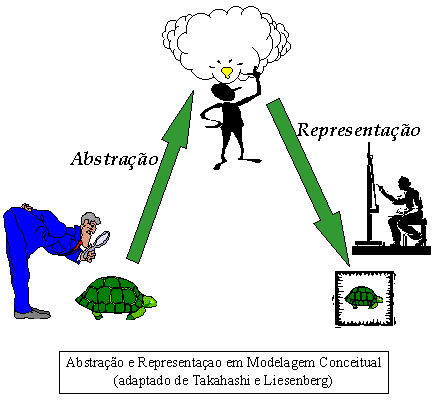 Abstração
Representação
Abstração e Representaçao em Modelagem Conceitual
(adaptado de Takahashi e Liesenberg)